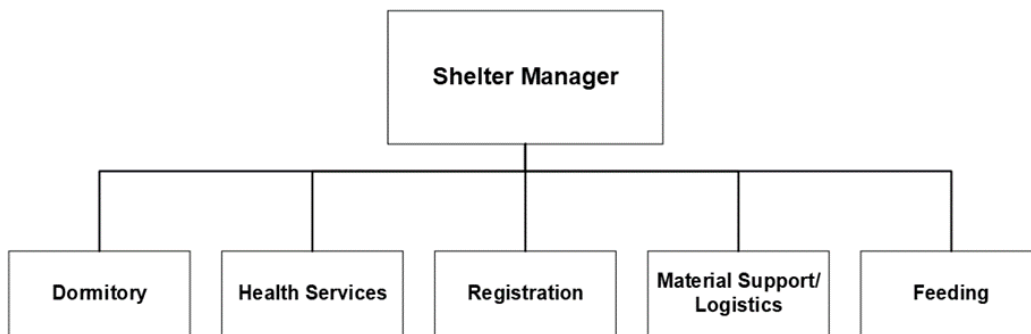 Shelter Manager
Dormitory
Health Services
Registration
Material Support/
Logistics
Feeding